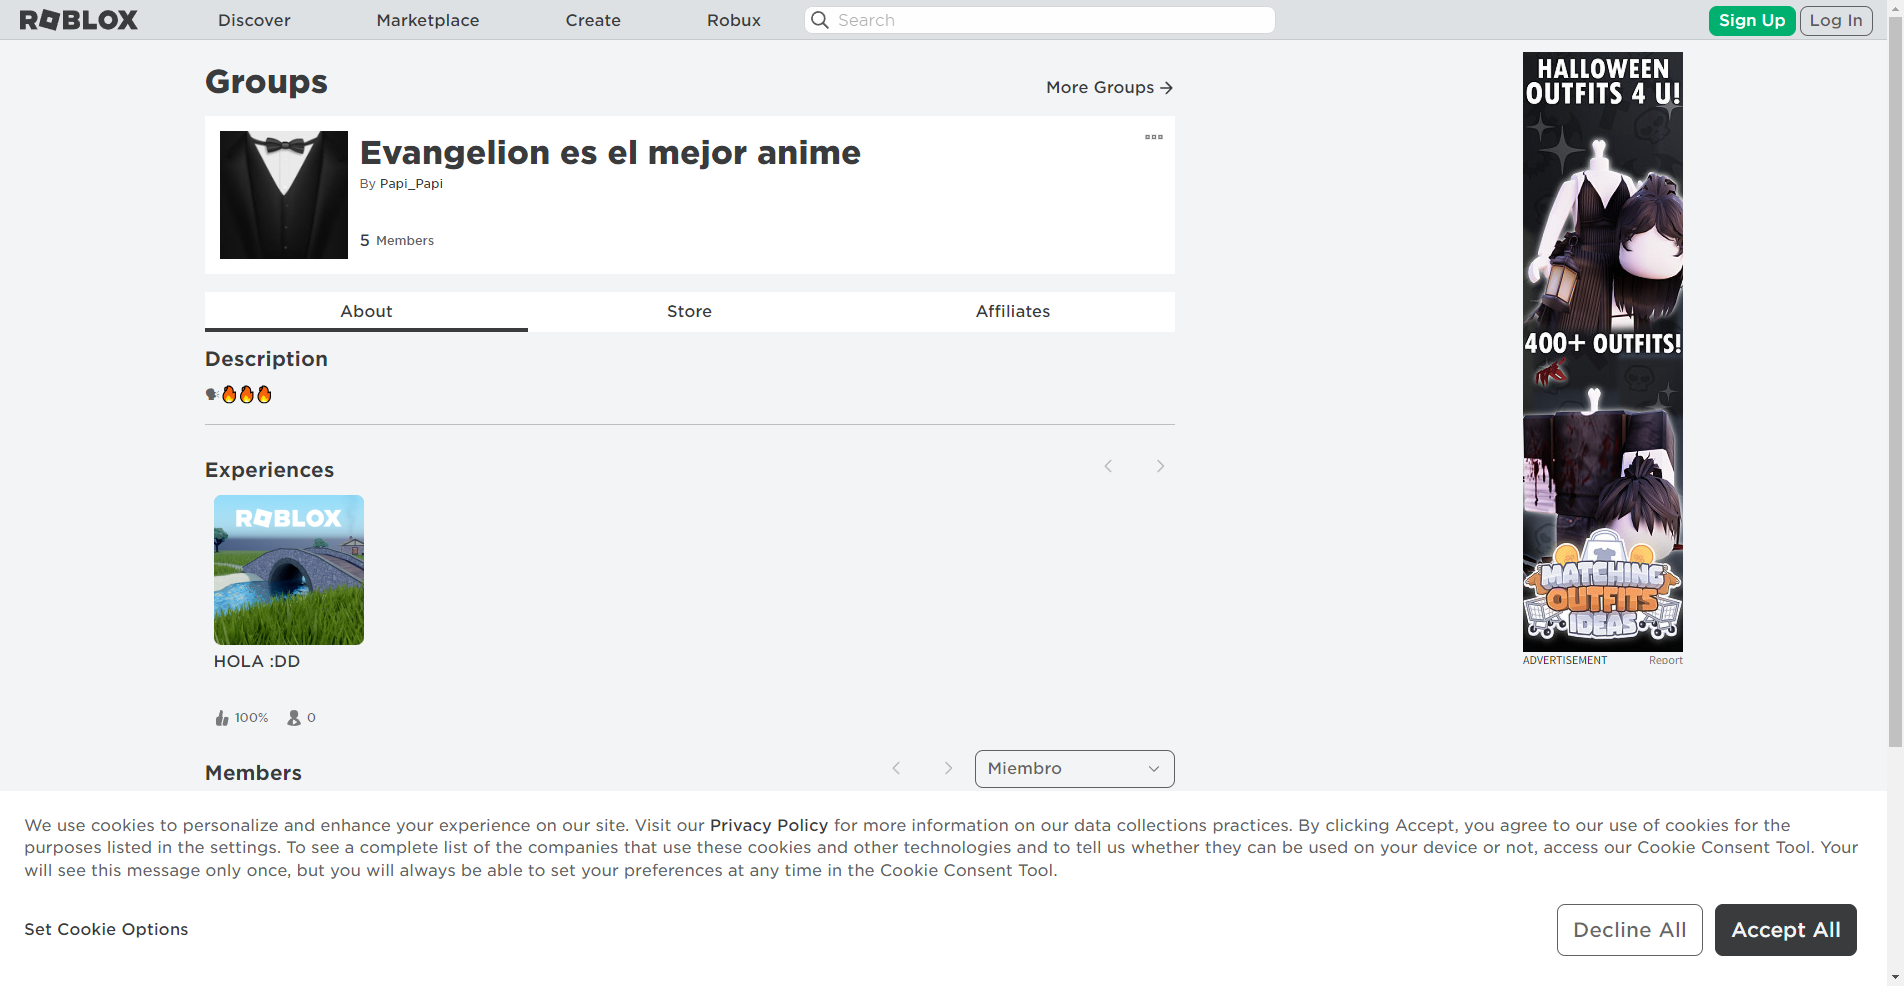 ROBLOX
Discover
Marketplace
Create
Robux
Search
Sign Up
Log In
Groups
More Groups
Evangelion es el mejor anime
By Papi_Papi
5 Members
About
Store
Affiliates
Description
🗣🔥🔥🔥
Experiences
ROBLOX
HOLA :DD
100%
0
Members
Miembro
HALLOWEEN
OUTFITS 4 U!
400+ OUTFITS!
MATCHING
OUTFITS
IDEAS
ADVERTISEMENT
Report
We use cookies to personalize and enhance your experience on our site. Visit our Privacy Policy for more information on our data collections practices. By clicking Accept, you agree to our use of cookies for the
purposes listed in the settings. To see a complete list of the companies that use these cookies and other technologies and to tell us whether they can be used on your device or not, access our Cookie Consent Tool. Your
will see this message only once, but you will always be able to set your preferences at any time in the Cookie Consent Tool.
Set Cookie Options
Decline All
Accept All